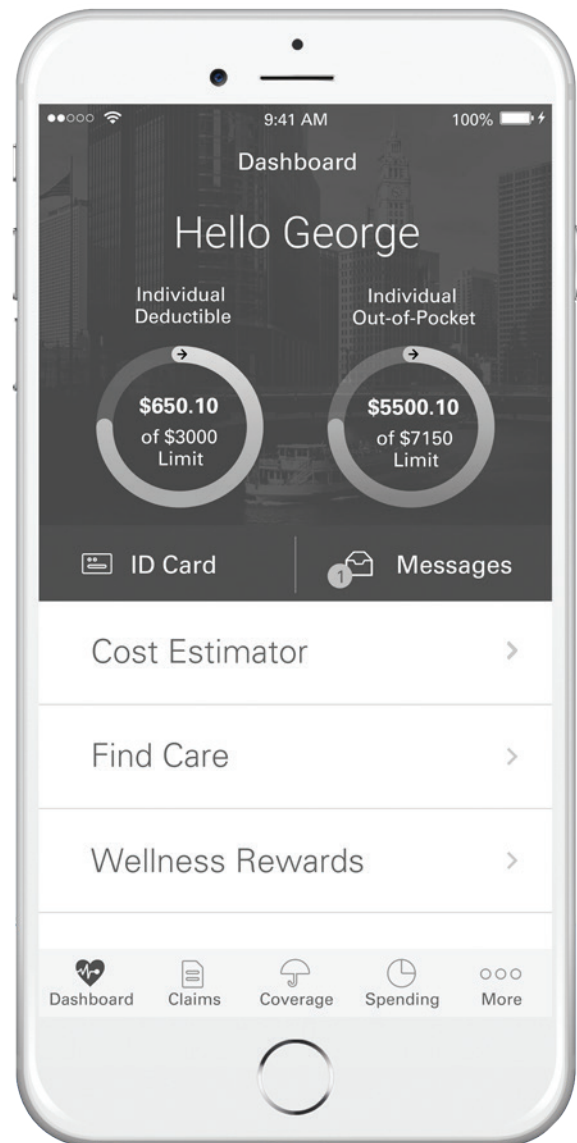 9:41 AM
100%
Dashboard
Hello George
Individual
Deductible
$650.10
of $3000
Limit
Individual
Out-of-Pocket
$5500.10
of $7150
Limit
ID Card
1
Messages
Cost Estimator
Find Care
Wellness Rewards
Dashboard
Claims
Coverage
Spending
More